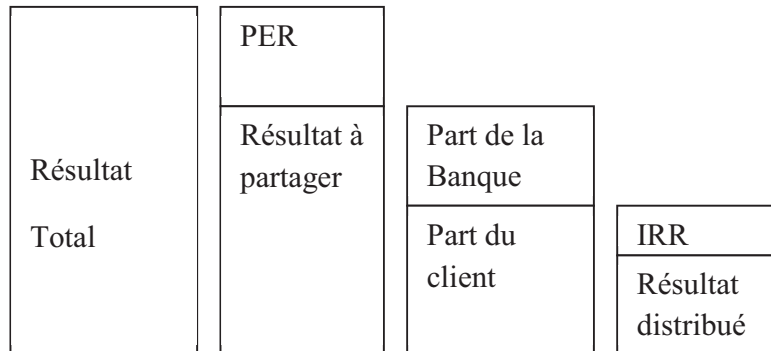 Résultat
Total
PER
Résultat à
partager
Part de la
Banque
Part du
client
IRR
Résultat
distribué